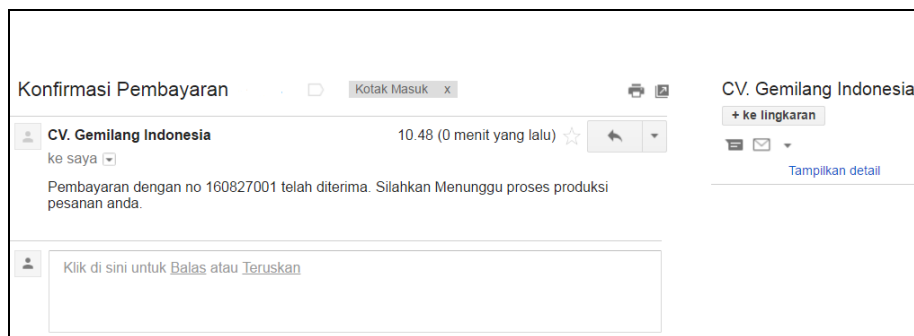 Konfirmasi Pembayaran
Kotak Masuk x
CV. Gemilang Indonesia
10.48 (0 menit yang lalu)
ke saya
Pembayaran dengan no 160827001 telah diterima. Silahkan Menunggu proses produksi
pesanan anda.
Klik di sini untuk Balas atau Teruskan
CV. Gemilang Indonesia
+ ke lingkaran
Tampilkan detail